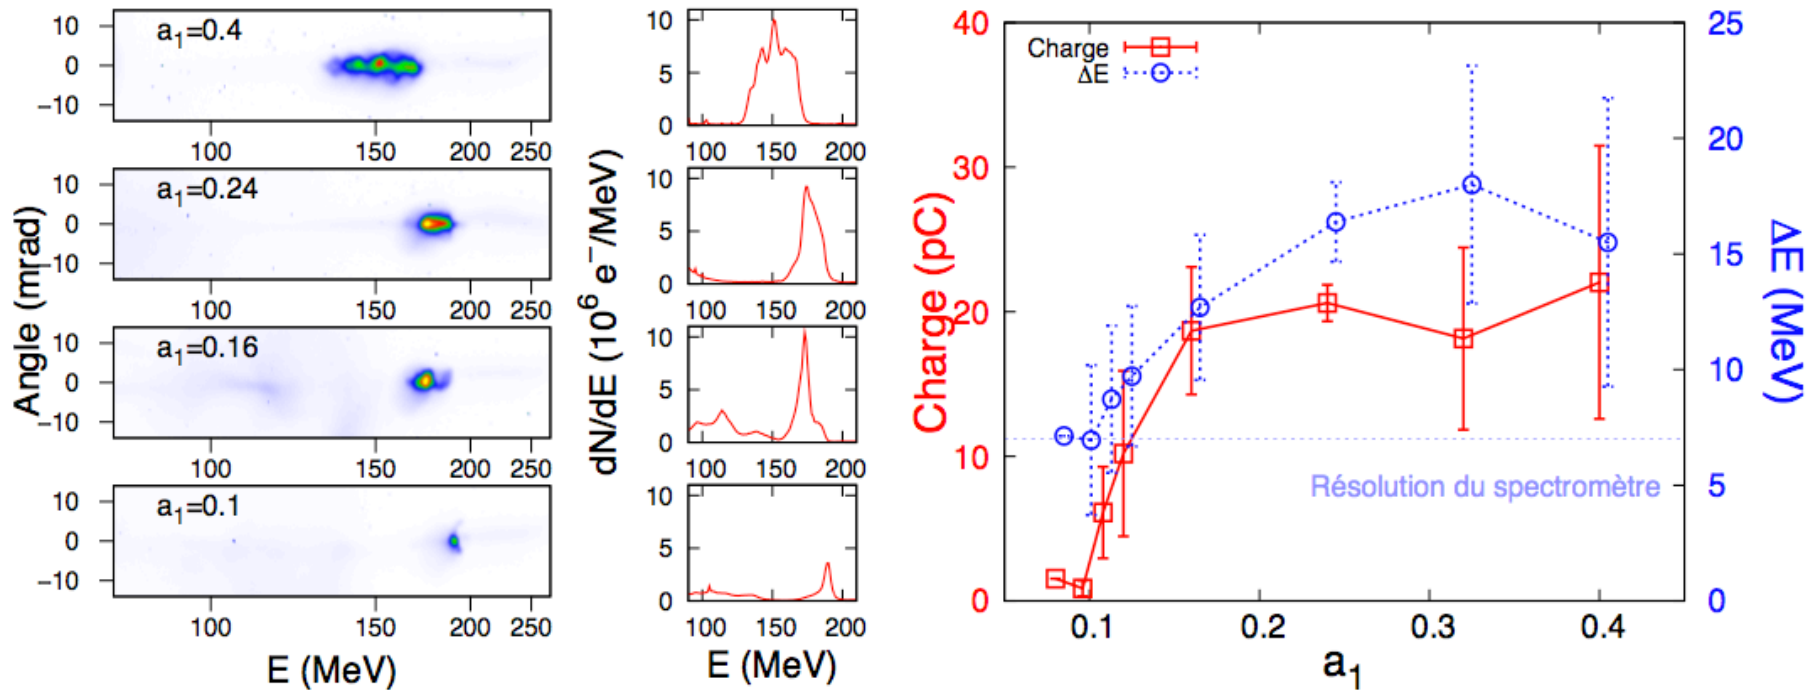 Angle (mrad)
a₁=0.4
10
0
−10
100 150 200 250
a₁=0.24
10
0
−10
100 150 200 250
a₁=0.16
10
0
−10
100 150 200 250
a₁=0.1
10
0
−10
100 150 200 250
E (MeV)
dN/dE (10⁶ e⁻/MeV)
10
5
0
100 150 200
10
5
0
100 150 200
10
5
0
100 150 200
10
5
0
100 150 200
E (MeV)
Charge (pC)
40
30
20
10
0
Charge
ΔE
Résolution du spectromètre
0.1 0.2 0.3 0.4
a₁
25
20
15
10
5
0
ΔE (MeV)